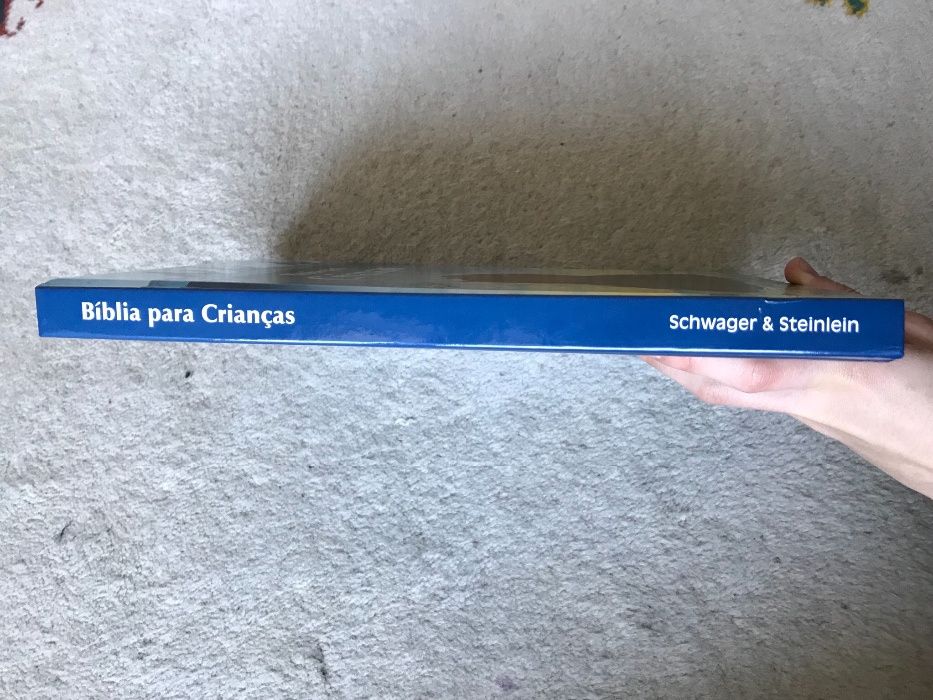 Bíblia para Crianças
Schwager & Steinlein